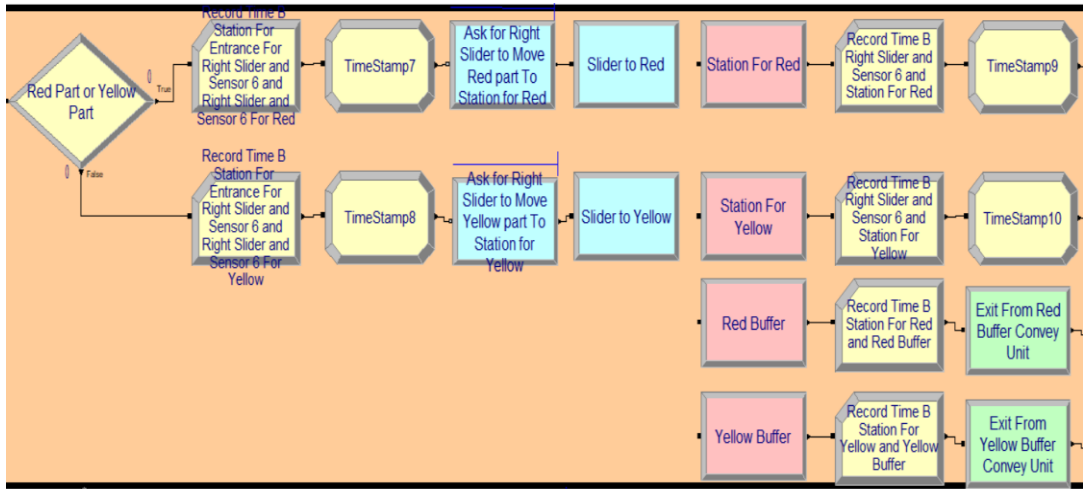 Red Part or Yellow
Part
0
True
0
False
Record Time B
Station For
Entrance For
Right Slider and
Sensor 6 and
Right Slider and
Sensor 6 For Red
TimeStamp7
Ask for Right
Slider to Move
Red part To
Station for Red
Slider to Red
Station For Red
Record Time B
Right Slider and
Sensor 6 and
Station For Red
TimeStamp9
Record Time B
Station For
Entrance For
Right Slider and
Sensor 6 and
Right Slider and
Sensor 6 For
Yellow
TimeStamp8
Ask for Right
Slider to Move
Yellow part To
Station for
Yellow
Slider to Yellow
Station For
Yellow
Record Time B
Right Slider and
Sensor 6 and
Station For
Yellow
TimeStamp10
Red Buffer
Record Time B
Station For Red
and Red Buffer
Exit From Red
Buffer Convey
Unit
Yellow Buffer
Record Time B
Station For
Yellow and Yellow
Buffer
Exit From
Yellow Buffer
Convey Unit